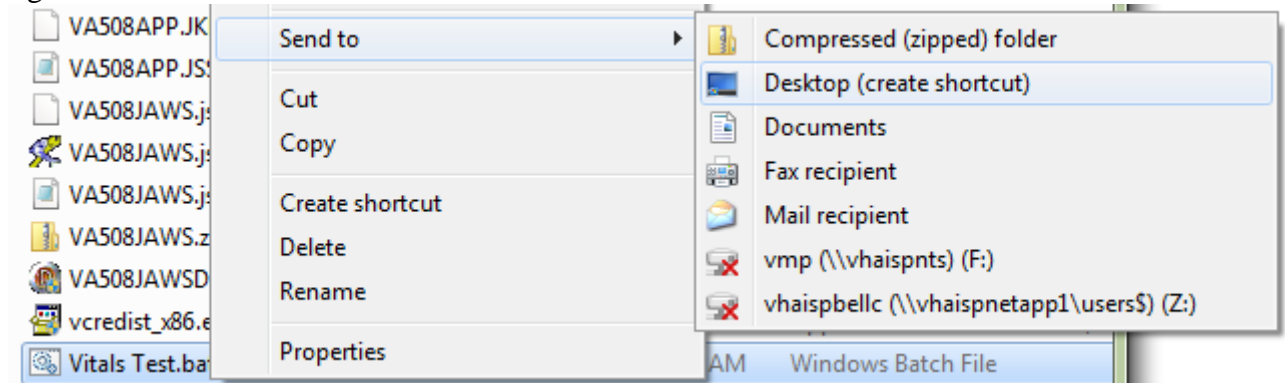 VA508APP.JK
VA508APP.JS
VA508JAWS.js
VA508JAWS.js
VA508JAWS.js
VA508JAWS.z
VA508JAWSD
vcredist_x86.e
Vitals Test.bat
Send to
Cut
Copy
Create shortcut
Delete
Rename
Properties
Compressed (zipped) folder
Desktop (create shortcut)
Documents
Fax recipient
Mail recipient
vmp (\\vhaispnts) (F:)
vhaispbellc (\\vhaispnetapp1\users$) (Z:)
AM Windows Batch File